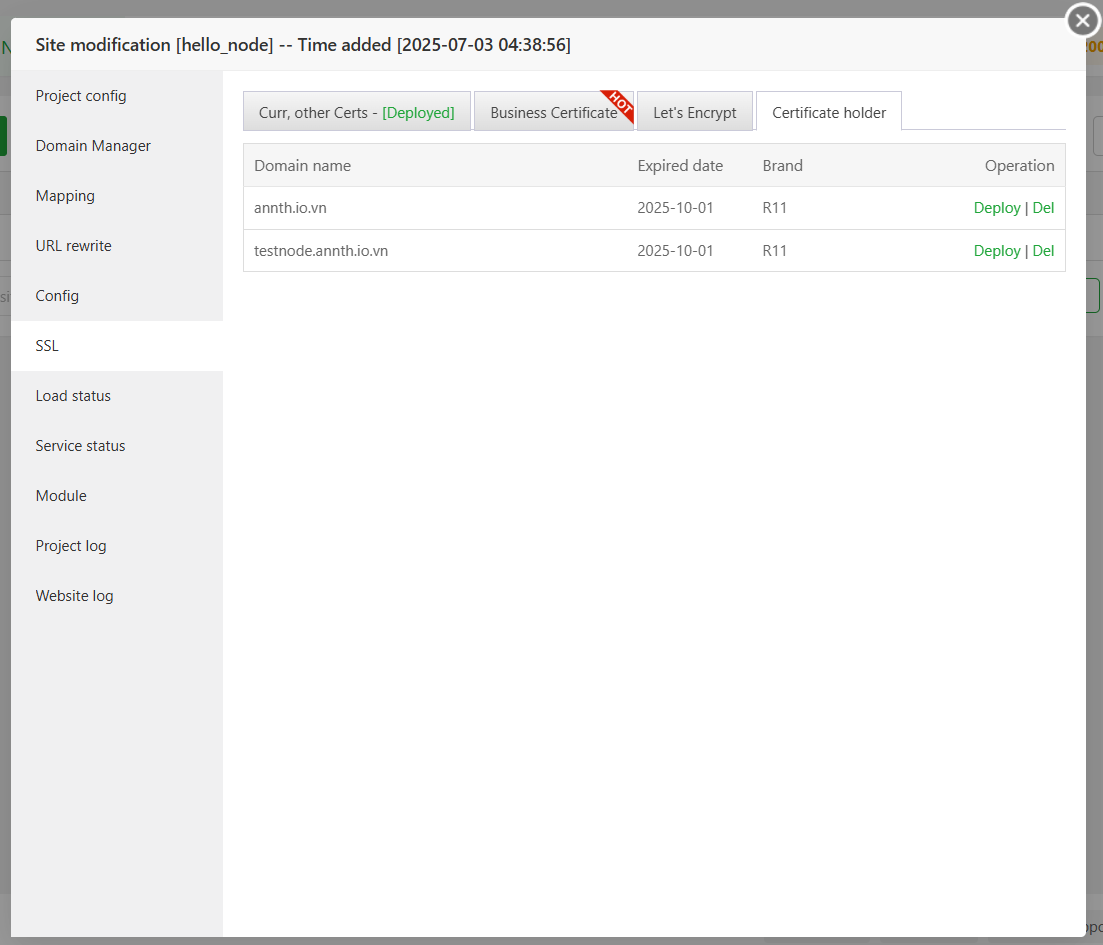 Site modification [hello_node] -- Time added [2025-07-03 04:38:56]
Project config
Domain Manager
Mapping
URL rewrite
Config
SSL
Load status
Service status
Module
Project log
Website log
Curr, other Certs - [Deployed]
Business Certificate
HOT
Let's Encrypt
Certificate holder
Domain name Expired date Brand Operation
annth.io.vn 2025-10-01 R11 Deploy | Del
testnode.annth.io.vn 2025-10-01 R11 Deploy | Del